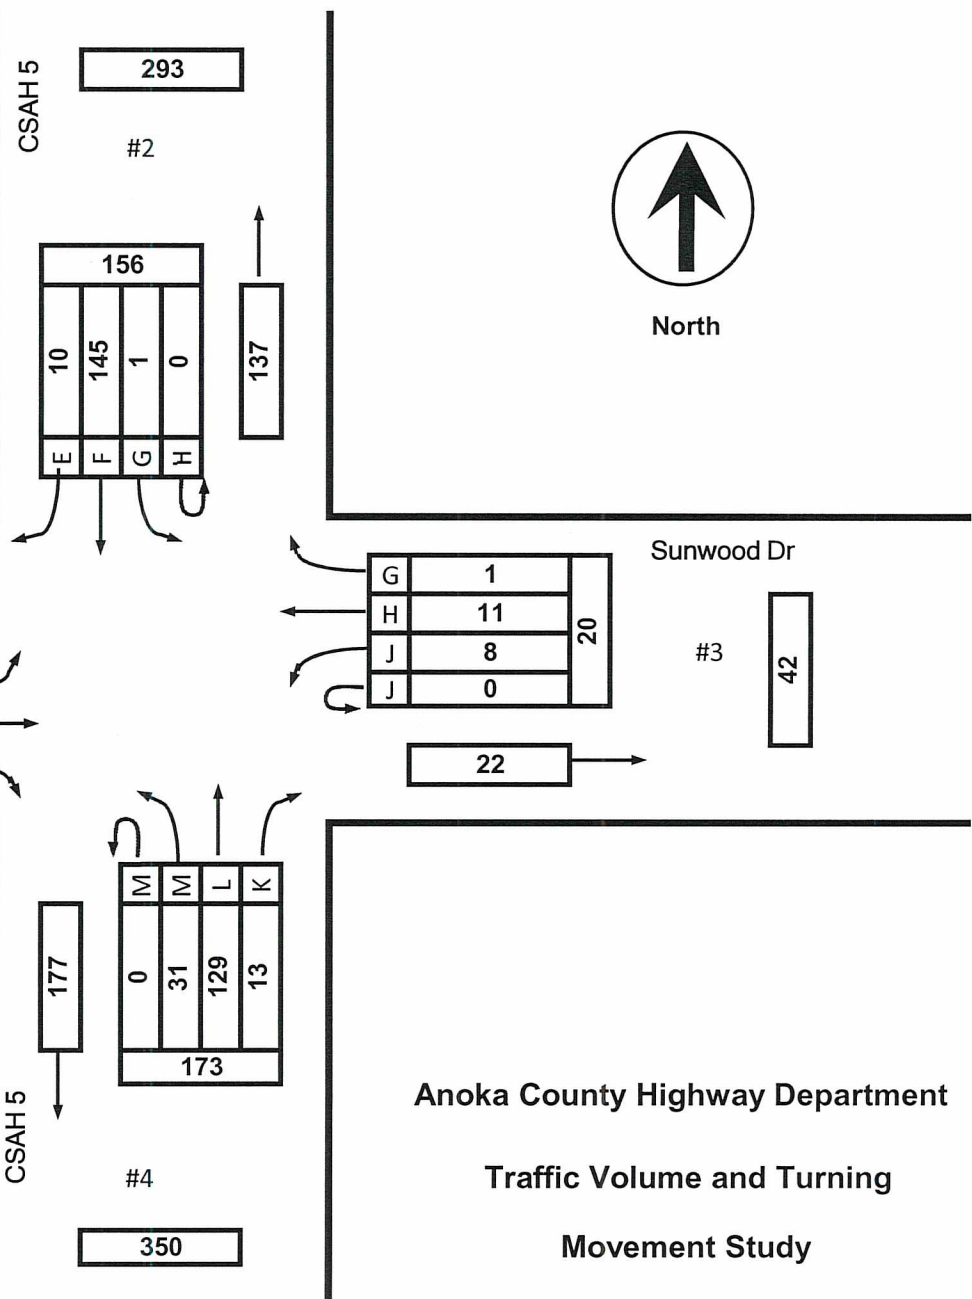 CSAH 5
293
#2
156
10
145
1
0
E
F
G
H
137
North
Sunwood Dr
G
1
H
11
J
8
J
0
20
#3
42
22
M
M
L
K
0
31
129
13
173
177
CSAH 5
#4
350
Anoka County Highway Department
Traffic Volume and Turning
Movement Study